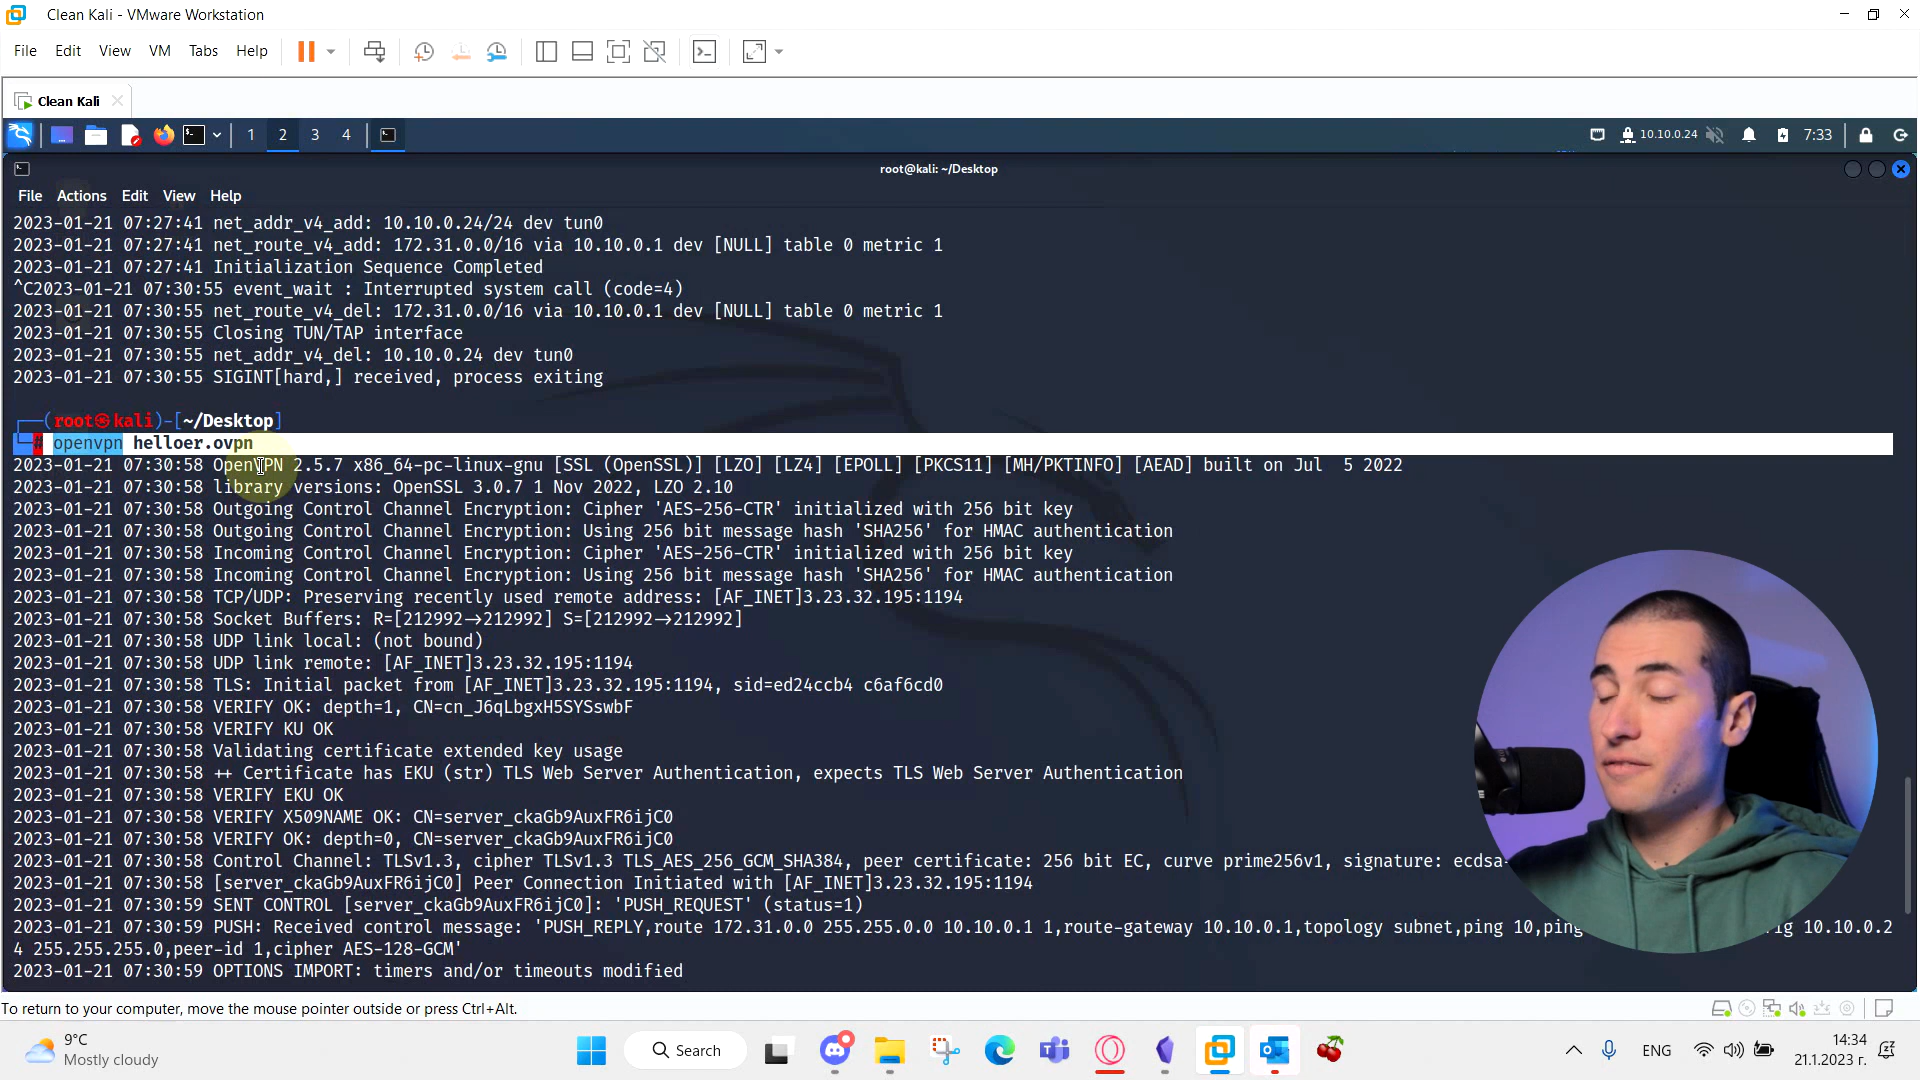 Clean Kali - VMware Workstation
File Edit View VM Tabs Help
Clean Kali
1 2 3 4 10.10.0.24 7:33
root@kali: ~/Desktop
File Actions Edit View Help
2023-01-21 07:27:41 net_addr_v4_add: 10.10.0.24/24 dev tun0
2023-01-21 07:27:41 net_route_v4_add: 172.31.0.0/16 via 10.10.0.1 dev [NULL] table 0 metric 1
2023-01-21 07:27:41 Initialization Sequence Completed
^C2023-01-21 07:30:55 event_wait : Interrupted system call (code=4)
2023-01-21 07:30:55 net_route_v4_del: 172.31.0.0/16 via 10.10.0.1 dev [NULL] table 0 metric 1
2023-01-21 07:30:55 Closing TUN/TAP interface
2023-01-21 07:30:55 net_addr_v4_del: 10.10.0.24 dev tun0
2023-01-21 07:30:55 SIGINT[hard,] received, process exiting
┌──(root㉿kali)-[~/Desktop]
└─# openvpn helloer.ovpn
2023-01-21 07:30:58 OpenVPN 2.5.7 x86_64-pc-linux-gnu [SSL (OpenSSL)] [LZO] [LZ4] [EPOLL] [PKCS11] [MH/PKTINFO] [AEAD] built on Jul  5 2022
2023-01-21 07:30:58 library versions: OpenSSL 3.0.7 1 Nov 2022, LZO 2.10
2023-01-21 07:30:58 Outgoing Control Channel Encryption: Cipher 'AES-256-CTR' initialized with 256 bit key
2023-01-21 07:30:58 Outgoing Control Channel Encryption: Using 256 bit message hash 'SHA256' for HMAC authentication
2023-01-21 07:30:58 Incoming Control Channel Encryption: Cipher 'AES-256-CTR' initialized with 256 bit key
2023-01-21 07:30:58 Incoming Control Channel Encryption: Using 256 bit message hash 'SHA256' for HMAC authentication
2023-01-21 07:30:58 TCP/UDP: Preserving recently used remote address: [AF_INET]3.23.32.195:1194
2023-01-21 07:30:58 Socket Buffers: R=[212992->212992] S=[212992->212992]
2023-01-21 07:30:58 UDP link local: (not bound)
2023-01-21 07:30:58 UDP link remote: [AF_INET]3.23.32.195:1194
2023-01-21 07:30:58 TLS: Initial packet from [AF_INET]3.23.32.195:1194, sid=ed24ccb4 c6af6cd0
2023-01-21 07:30:58 VERIFY OK: depth=1, CN=cn_J6qLbgxH5SYSswbF
2023-01-21 07:30:58 VERIFY KU OK
2023-01-21 07:30:58 Validating certificate extended key usage
2023-01-21 07:30:58 ++ Certificate has EKU (str) TLS Web Server Authentication, expects TLS Web Server Authentication
2023-01-21 07:30:58 VERIFY EKU OK
2023-01-21 07:30:58 VERIFY X509NAME OK: CN=server_ckaGb9AuxFR6ijC0
2023-01-21 07:30:58 VERIFY OK: depth=0, CN=server_ckaGb9AuxFR6ijC0
2023-01-21 07:30:58 Control Channel: TLSv1.3, cipher TLSv1.3 TLS_AES_256_GCM_SHA384, peer certificate: 256 bit EC, curve prime256v1, signature: ecdsa-
2023-01-21 07:30:58 [server_ckaGb9AuxFR6ijC0] Peer Connection Initiated with [AF_INET]3.23.32.195:1194
2023-01-21 07:30:59 SENT CONTROL [server_ckaGb9AuxFR6ijC0]: 'PUSH_REQUEST' (status=1)
2023-01-21 07:30:59 PUSH: Received control message: 'PUSH_REPLY,route 172.31.0.0 255.255.0.0 10.10.0.1 1,route-gateway 10.10.0.1,topology subnet,ping 10,ping ig 10.10.0.2
4 255.255.255.0,peer-id 1,cipher AES-128-GCM'
2023-01-21 07:30:59 OPTIONS IMPORT: timers and/or timeouts modified
To return to your computer, move the mouse pointer outside or press Ctrl+Alt.
9°C
Mostly cloudy
Search
ENG
14:34
21.1.2023 г.